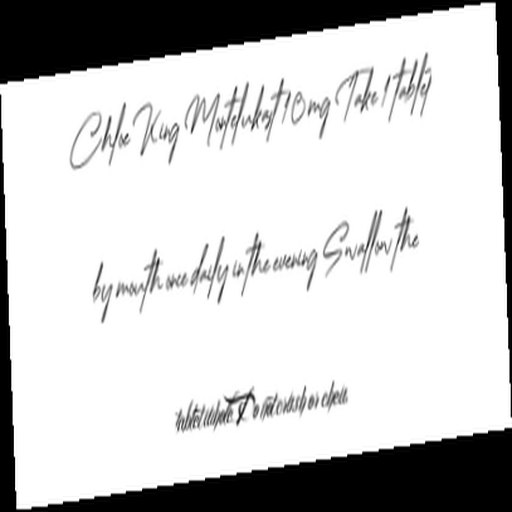 Chloe King Montelukast 10mg Take 1 tablet
by mouth once daily in the evening Swallow the
tablet whole Do not crush or chew